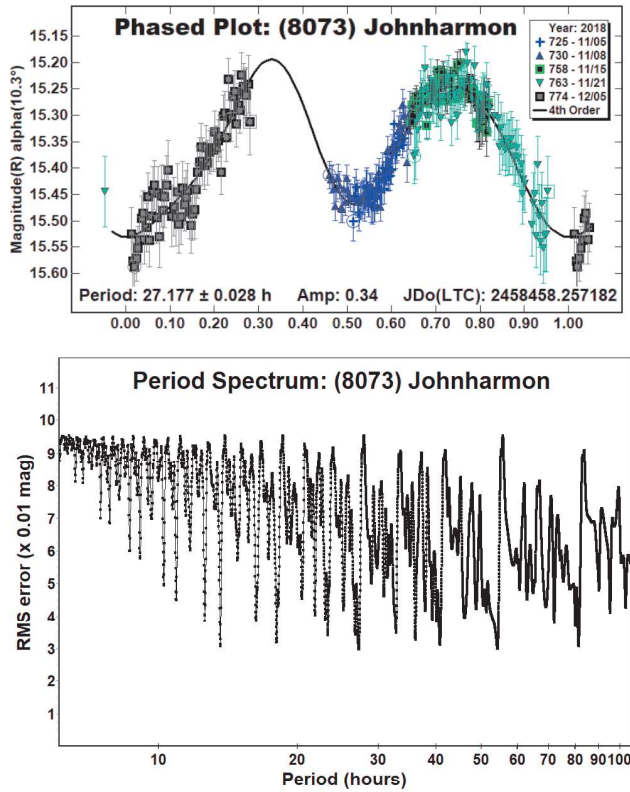 Phased Plot: (8073) Johnharmon
Year: 2018
725 - 11/05
730 - 11/08
758 - 11/15
763 - 11/21
774 - 12/05
4th Order
Magnitude(R) alpha(10.3°)
15.15
15.20
15.25
15.30
15.35
15.40
15.45
15.50
15.55
15.60
Period: 27.177 ± 0.028 h Amp: 0.34 JDo(LTC): 2458458.257182
0.00 0.10 0.20 0.30 0.40 0.50 0.60 0.70 0.80 0.90 1.00
Period Spectrum: (8073) Johnharmon
RMS error (x 0.01 mag)
11
10
9
8
7
6
5
4
3
2
1
10 20 30 40 50 60 70 80 90 100
Period (hours)